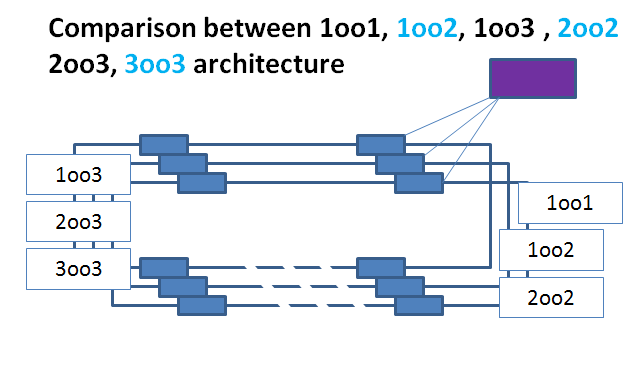 Comparison between 1oo1, 1oo2, 1oo3 , 2oo2
2oo3, 3oo3 architecture
1oo3
2oo3
3oo3
1oo1
1oo2
2oo2